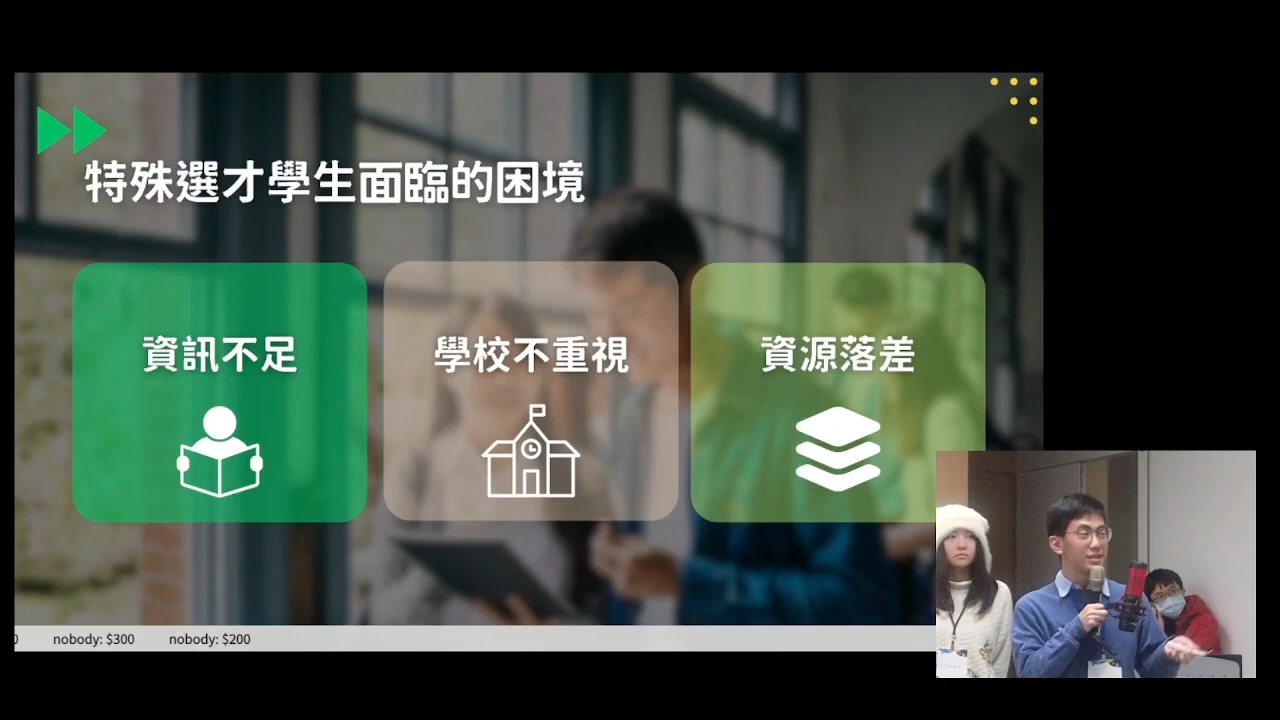 特殊選才學生面臨的困境
資訊不足
學校不重視
資源落差
0 nobody: $300 nobody: $200